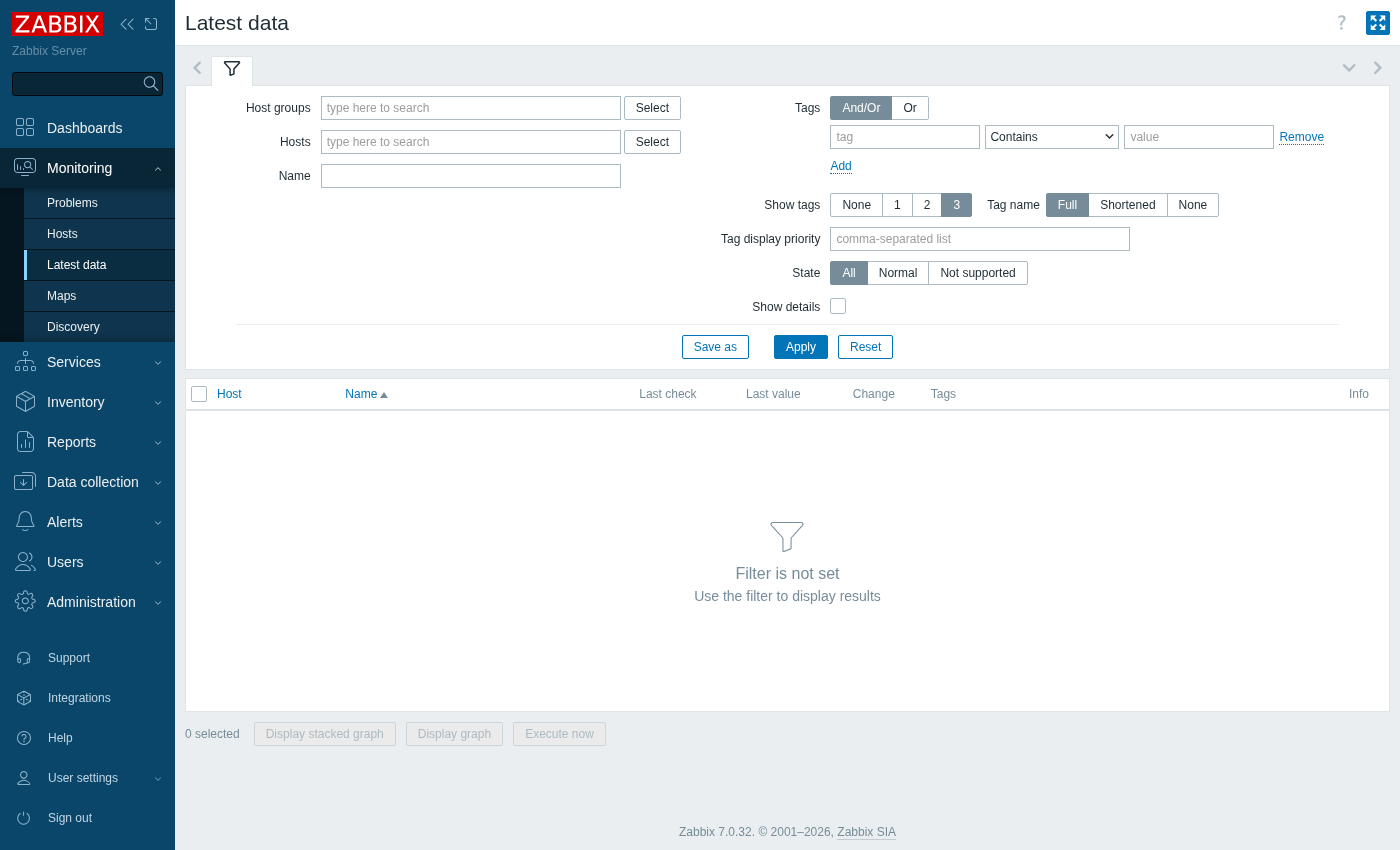 ZABBIX
Zabbix Server
Dashboards
Monitoring
Problems
Hosts
Latest data
Maps
Discovery
Services
Inventory
Reports
Data collection
Alerts
Users
Administration
Support
Integrations
Help
User settings
Sign out
Latest data
?
Host groups type here to search Select
Hosts type here to search Select
Name
Tags And/Or Or
tag Contains value Remove
Add
Show tags None 1 2 3 Tag name Full Shortened None
Tag display priority comma-separated list
State All Normal Not supported
Show details
Save as Apply Reset
Host Name Last check Last value Change Tags Info
Filter is not set
Use the filter to display results
0 selected Display stacked graph Display graph Execute now
Zabbix 7.0.32. © 2001–2026, Zabbix SIA